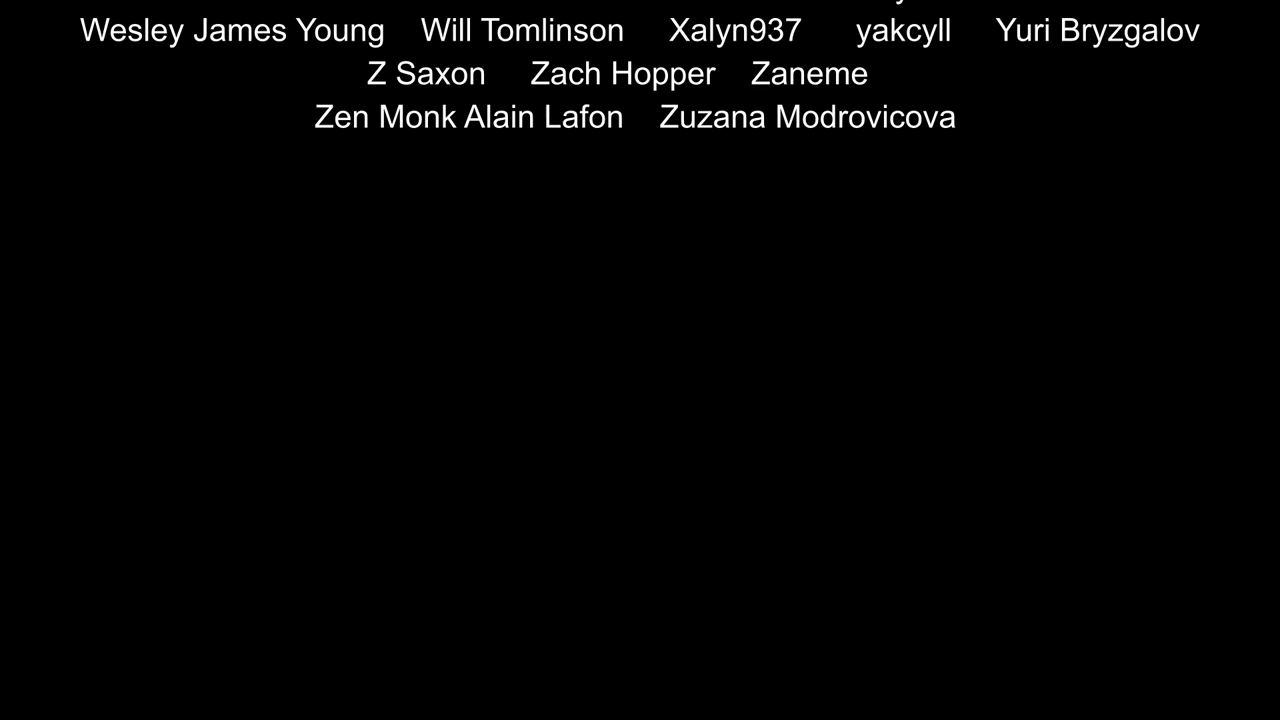 Wesley James Young Will Tomlinson Xalyn937 yakcyll Yuri Bryzgalov
Z Saxon Zach Hopper Zaneme
Zen Monk Alain Lafon Zuzana Modrovicova